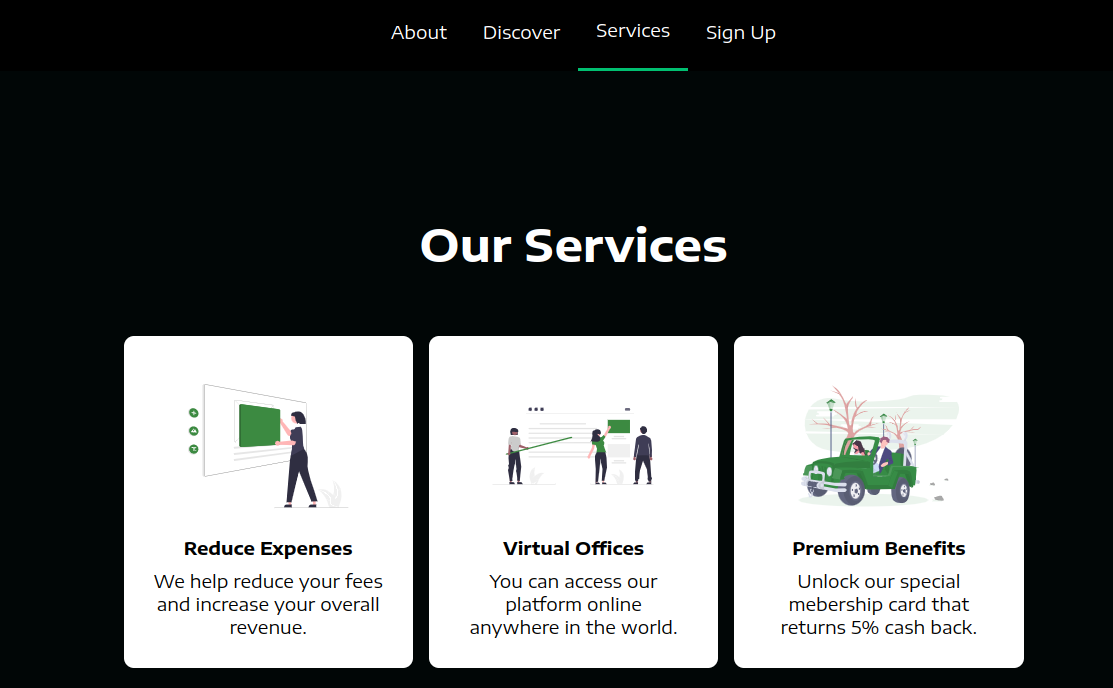 About Discover Services Sign Up
Our Services
Reduce Expenses
We help reduce your fees
and increase your overall
revenue.
Virtual Offices
You can access our
platform online
anywhere in the world.
Premium Benefits
Unlock our special
mebership card that
returns 5% cash back.